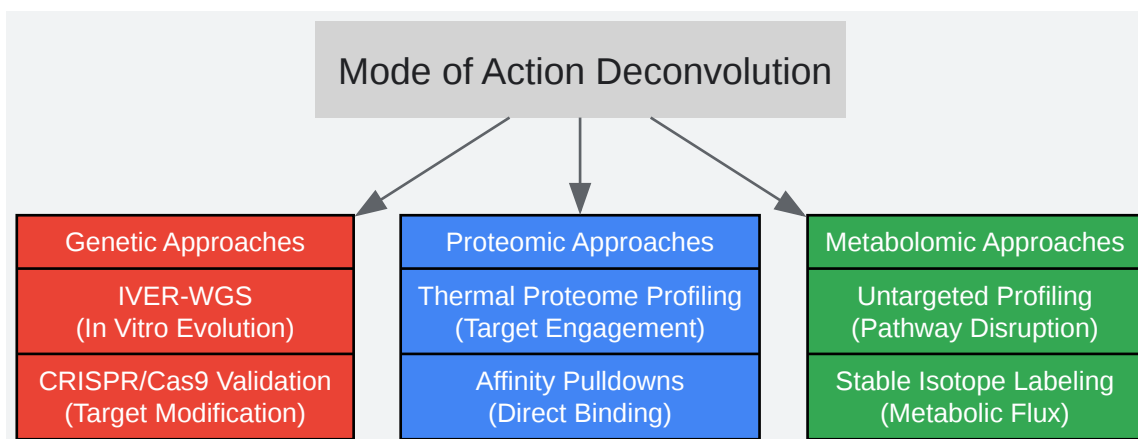 Mode of Action Deconvolution
Genetic Approaches
IVER-WGS
(In Vitro Evolution)
CRISPR/Cas9 Validation
(Target Modification)
Proteomic Approaches
Thermal Proteome Profiling
(Target Engagement)
Affinity Pulldowns
(Direct Binding)
Metabolomic Approaches
Untargeted Profiling
(Pathway Disruption)
Stable Isotope Labeling
(Metabolic Flux)